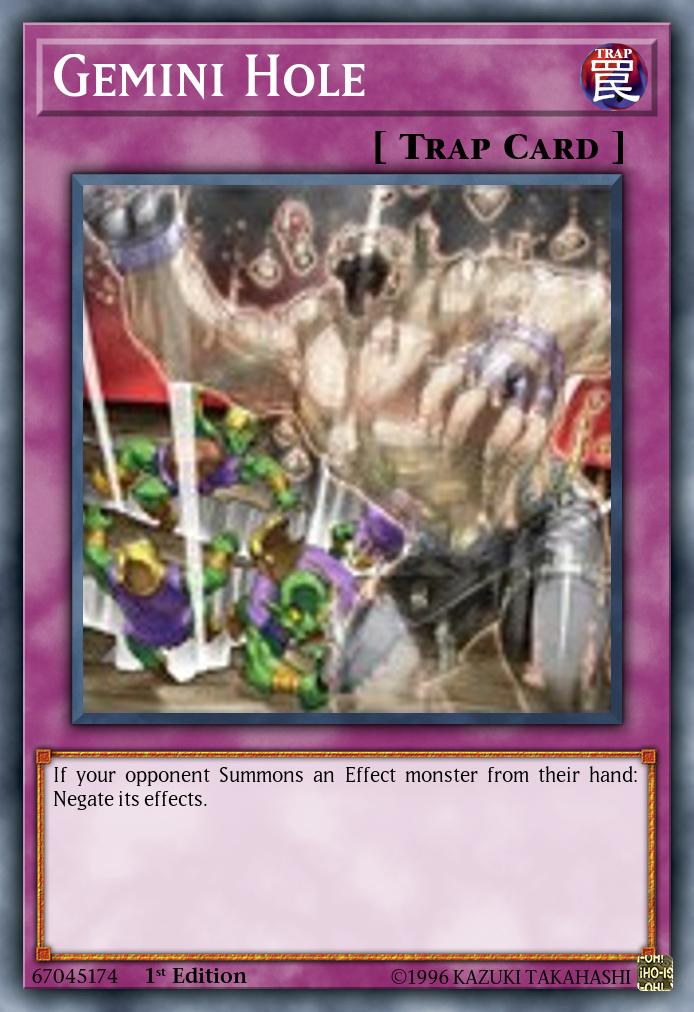 Gemini Hole
TRAP
罠
[ Trap Card ]
If your opponent Summons an Effect monster from their hand:
Negate its effects.
67045174 1st Edition ©1996 KAZUKI TAKAHASHI